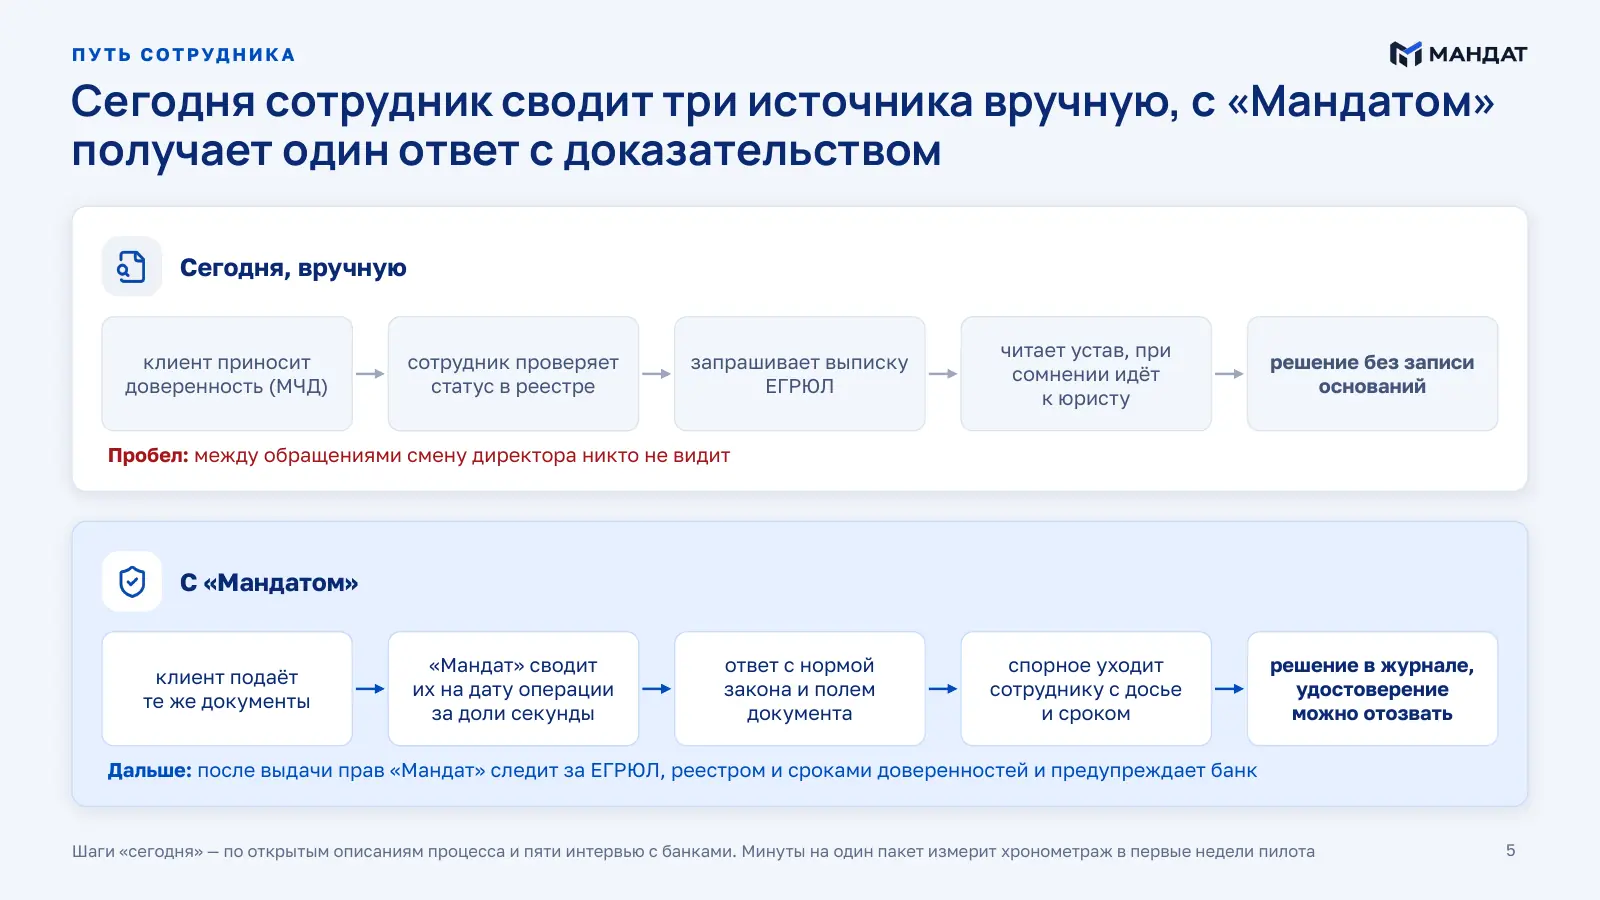 ПУТЬ СОТРУДНИКА
МАНДАТ
Сегодня сотрудник сводит три источника вручную, с «Мандатом»
получает один ответ с доказательством
Сегодня, вручную
клиент приносит
доверенность (МЧД)
сотрудник проверяет
статус в реестре
запрашивает выписку
ЕГРЮЛ
читает устав, при
сомнении идёт
к юристу
решение без записи
оснований
Пробел: между обращениями смену директора никто не видит
С «Мандатом»
клиент подаёт
те же документы
«Мандат» сводит
их на дату операции
за доли секунды
ответ с нормой
закона и полем
документа
спорное уходит
сотруднику с досье
и сроком
решение в журнале,
удостоверение
можно отозвать
Дальше: после выдачи прав «Мандат» следит за ЕГРЮЛ, реестром и сроками доверенностей и предупреждает банк
Шаги «сегодня» — по открытым описаниям процесса и пяти интервью с банками. Минуты на один пакет измерит хронометраж в первые недели пилота
5